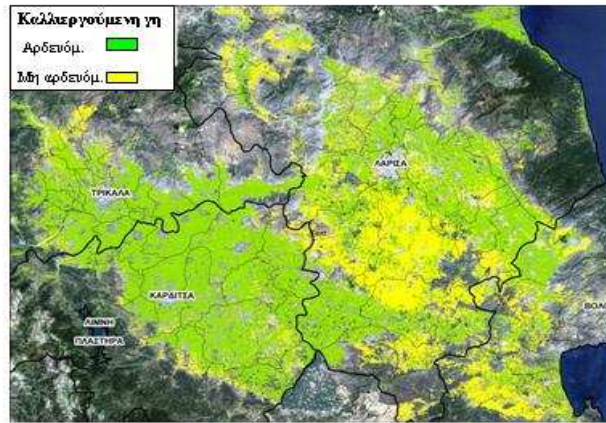 Καλλιεργούμενη γη
Αρδευόμ.
Μη αρδευόμ.
ΛΑΡΙΣΑ
ΤΡΙΚΑΛΑ
ΚΑΡΔΙΤΣΑ
ΛΙΜΝΗ
ΠΛΑΣΤΗΡΑ
ΒΟΛ